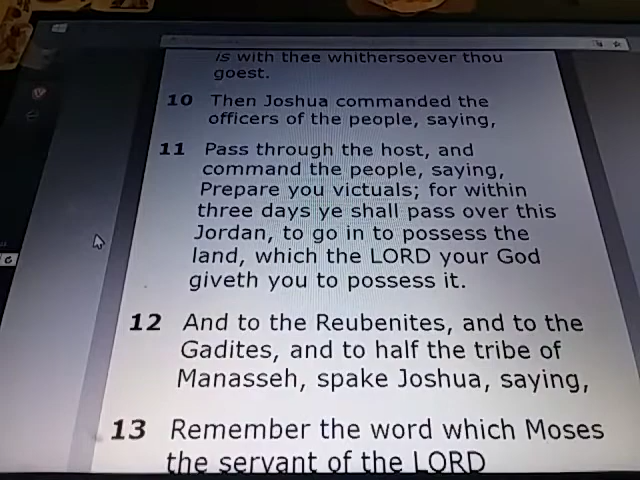 is with thee whithersoever thou
goest.
10 Then Joshua commanded the
officers of the people, saying,
11 Pass through the host, and
command the people, saying,
Prepare you victuals; for within
three days ye shall pass over this
Jordan, to go in to possess the
land, which the LORD your God
giveth you to possess it.
12 And to the Reubenites, and to the
Gadites, and to half the tribe of
Manasseh, spake Joshua, saying,
13 Remember the word which Moses
the servant of the LORD